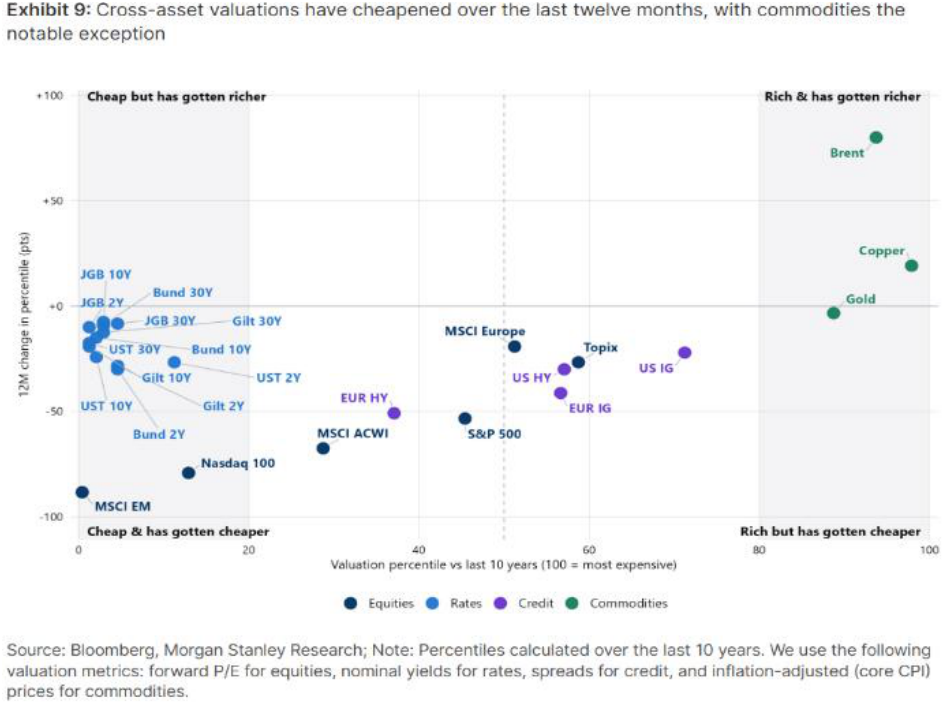 Exhibit 9: Cross-asset valuations have cheapened over the last twelve months, with commodities the
notable exception
+100
Cheap but has gotten richer
Rich & has gotten richer
Brent
+50
Copper
JGB 10Y
Bund 30Y
Gold
+0
JGB 2Y
JGB 30Y
Gilt 30Y
MSCI Europe
UST 30Y
Bund 10Y
Topix
12M change in percentile (pts)
Gilt 10Y
UST 2Y
US HY
US IG
UST 10Y
Gilt 2Y
EUR HY
EUR IG
-50
Bund 2Y
MSCI ACWI
S&P 500
Nasdaq 100
MSCI EM
-100
Cheap & has gotten cheaper
Rich but has gotten cheaper
0
20
40
60
80
100
Valuation percentile vs last 10 years (100 = most expensive)
Equities
Rates
Credit
Commodities
Source: Bloomberg, Morgan Stanley Research; Note: Percentiles calculated over the last 10 years. We use the following
valuation metrics: forward P/E for equities, nominal yields for rates, spreads for credit, and inflation-adjusted (core CPI)
prices for commodities.